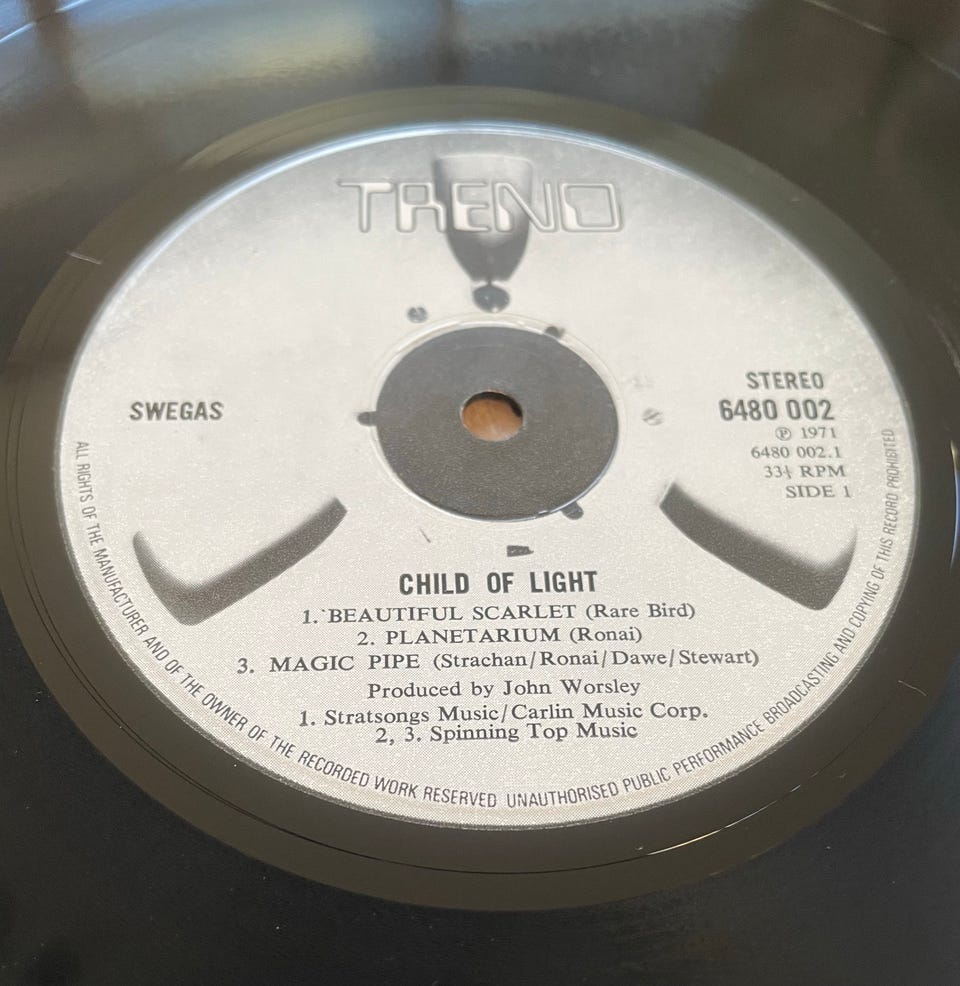 TREND
SWEGAS
STEREO
6480 002
Ⓟ 1971
6480 002.1
33⅓ RPM
SIDE 1
CHILD OF LIGHT
1. BEAUTIFUL SCARLET (Rare Bird)
2. PLANETARIUM (Ronai)
3. MAGIC PIPE (Strachan/Ronai/Dawe/Stewart)
Produced by John Worsley
1. Stratsongs Music/Carlin Music Corp.
2, 3. Spinning Top Music
ALL RIGHTS OF THE MANUFACTURER AND OF THE OWNER OF THE RECORDED WORK RESERVED UNAUTHORISED PUBLIC PERFORMANCE BROADCASTING AND COPYING OF THIS RECORD PROHIBITED